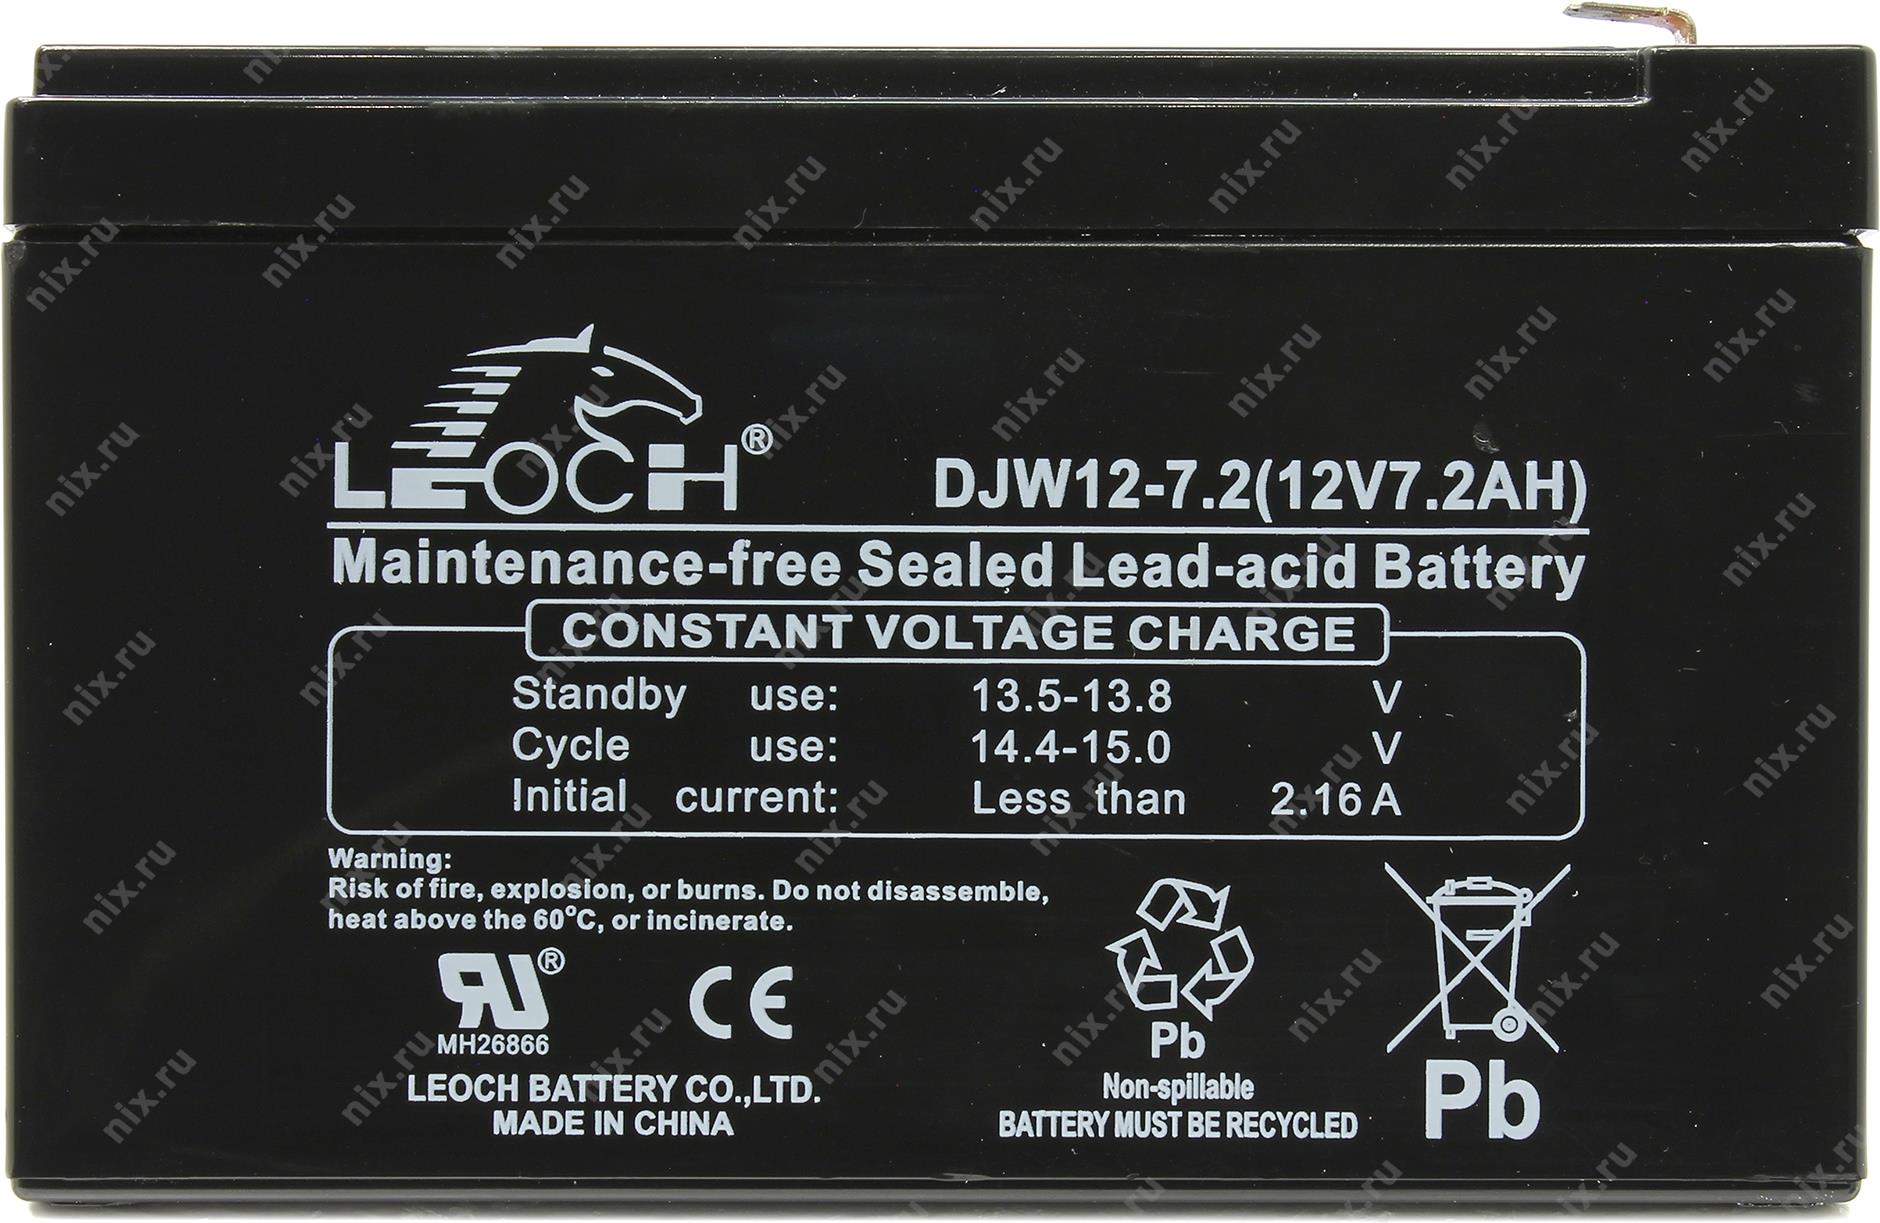 LEOCH®
DJW12-7.2(12V7.2AH)
Maintenance-free Sealed Lead-acid Battery
CONSTANT VOLTAGE CHARGE
Standby use: 13.5-13.8 V
Cycle use: 14.4-15.0 V
Initial current: Less than 2.16 A
Warning:
Risk of fire, explosion, or burns. Do not disassemble,
heat above the 60°C, or incinerate.
RU®
MH26866
CE
LEOCH BATTERY CO.,LTD.
MADE IN CHINA
Pb
Non-spillable
BATTERY MUST BE RECYCLED
Pb
nix.ru